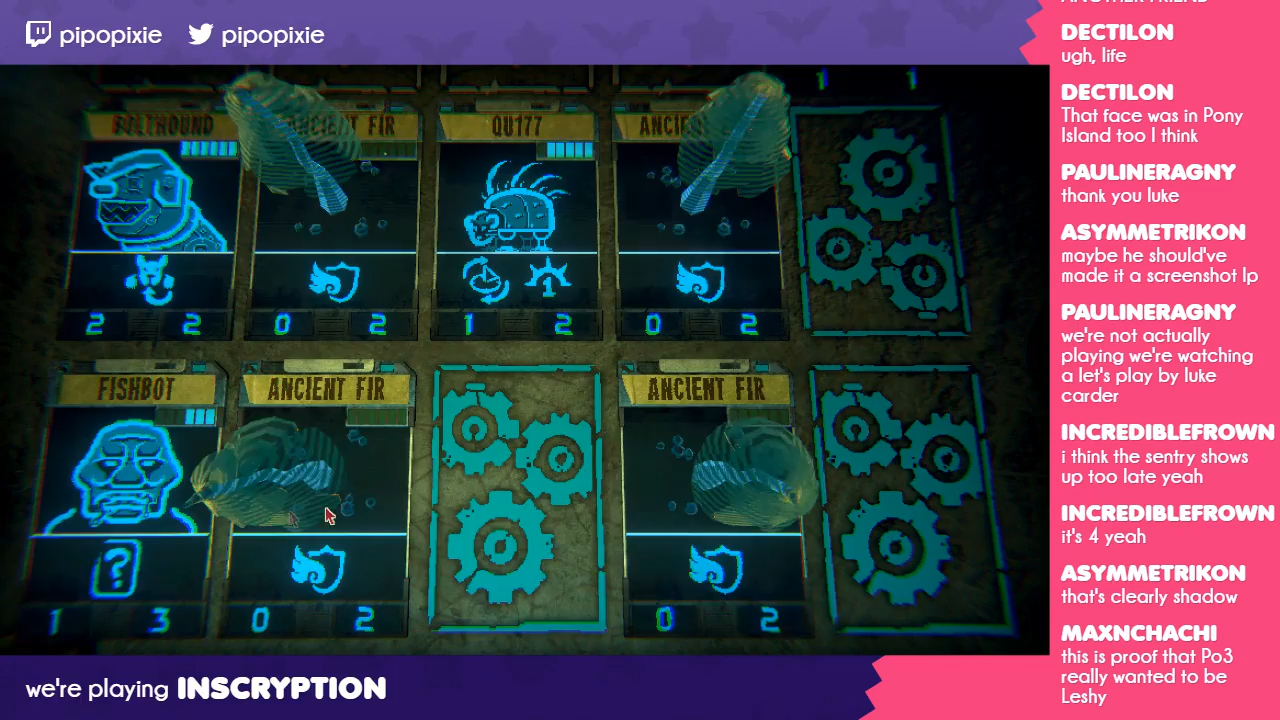 pipopixie pipopixie
BOLTHOUND ANCIENT FIR QU177 ANCIE
1 1
2 2 0 2 1 2 0 2
1
FISHBOT ANCIENT FIR ANCIENT FIR
?
1 3 0 2 0 2
we're playing INSCRYPTION
ANOTHER FRIEND
DECTILON
ugh, life
DECTILON
That face was in Pony
Island too I think
PAULINERAGNY
thank you luke
ASYMMETRIKON
maybe he should've
made it a screenshot lp
PAULINERAGNY
we're not actually
playing we're watching
a let's play by luke
carder
INCREDIBLEFROWN
i think the sentry shows
up too late yeah
INCREDIBLEFROWN
it's 4 yeah
ASYMMETRIKON
that's clearly shadow
MAXNCHACHI
this is proof that Po3
really wanted to be
Leshy